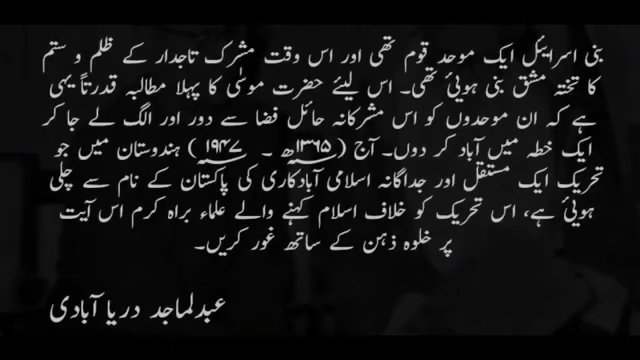 بنی اسرائیل ایک موحد قوم تھی اور اس وقت مشرک تاجدار کے ظلم و ستم
کا تختہ مشق بنی ہوئی تھی۔ اس لیئے حضرت موسٰی کا پہلا مطالبہ قدرتاً یہی
ہے کہ ان موحدوں کو اس مشرکانہ حائل فضا سے دور اور الگ لے جا کر
ایک خطہ میں آباد کر دوں۔ آج (۱۳۶۵ھ ۔ ۱۹۴۷) ہندوستان میں جو
تحریک ایک مستقل اور جداگانہ اسلامی آبادکاری کی پاکستان کے نام سے چلی
ہوئی ہے، اس تحریک کو خلاف اسلام کہنے والے علماء براہ کرم اس آیت
پر خلوہ ذہن کے ساتھ غور کریں۔
عبدلماجد دریا آبادی